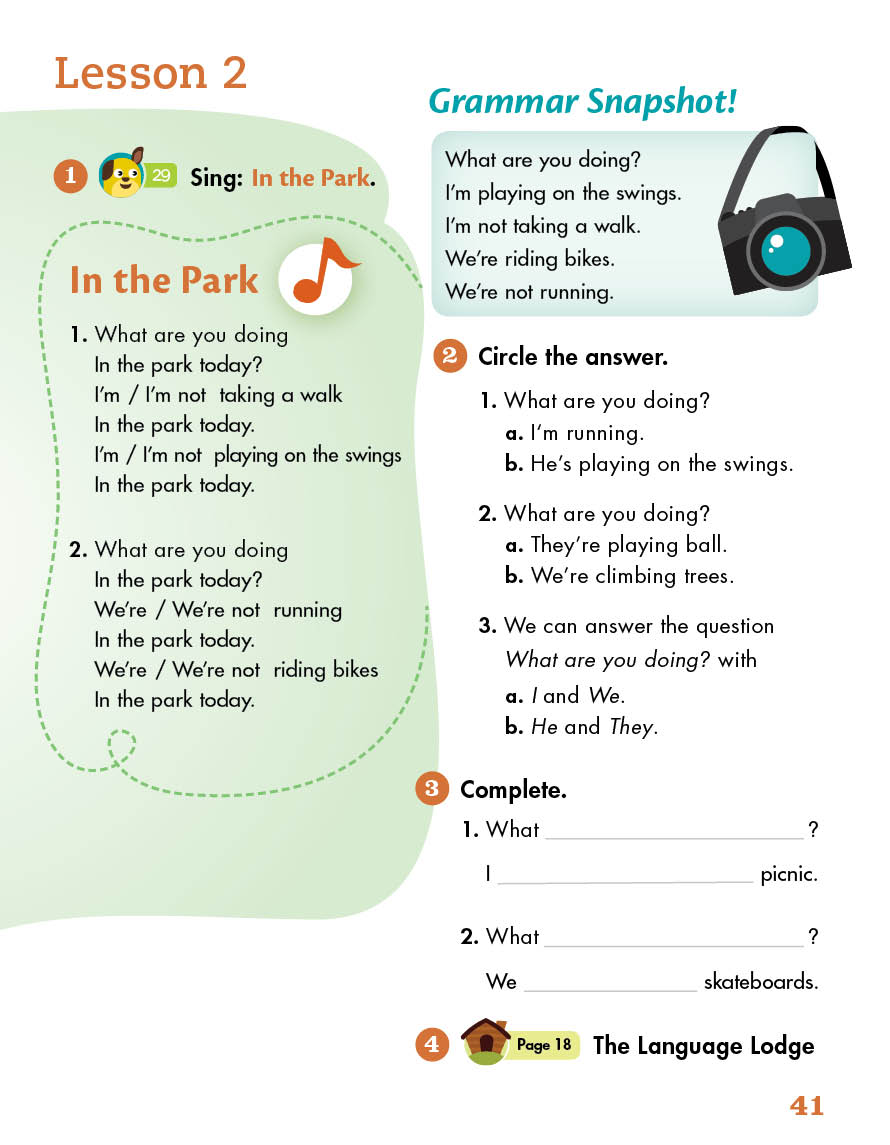 Lesson 2
1 29 Sing: In the Park.
In the Park
1. What are you doing
In the park today?
I'm / I'm not taking a walk
In the park today.
I'm / I'm not playing on the swings
In the park today.
2. What are you doing
In the park today?
We're / We're not running
In the park today.
We're / We're not riding bikes
In the park today.
Grammar Snapshot!
What are you doing?
I'm playing on the swings.
I'm not taking a walk.
We're riding bikes.
We're not running.
2 Circle the answer.
1. What are you doing?
a. I‘m running.
b. He's playing on the swings.
2. What are you doing?
a. They're playing ball.
b. We're climbing trees.
3. We can answer the question
What are you doing? with
a. I and We.
b. He and They.
3 Complete.
1. What ____________________ ?
I ____________________ picnic.
2. What ____________________ ?
We ______________ skateboards.
4 Page 18 The Language Lodge
41